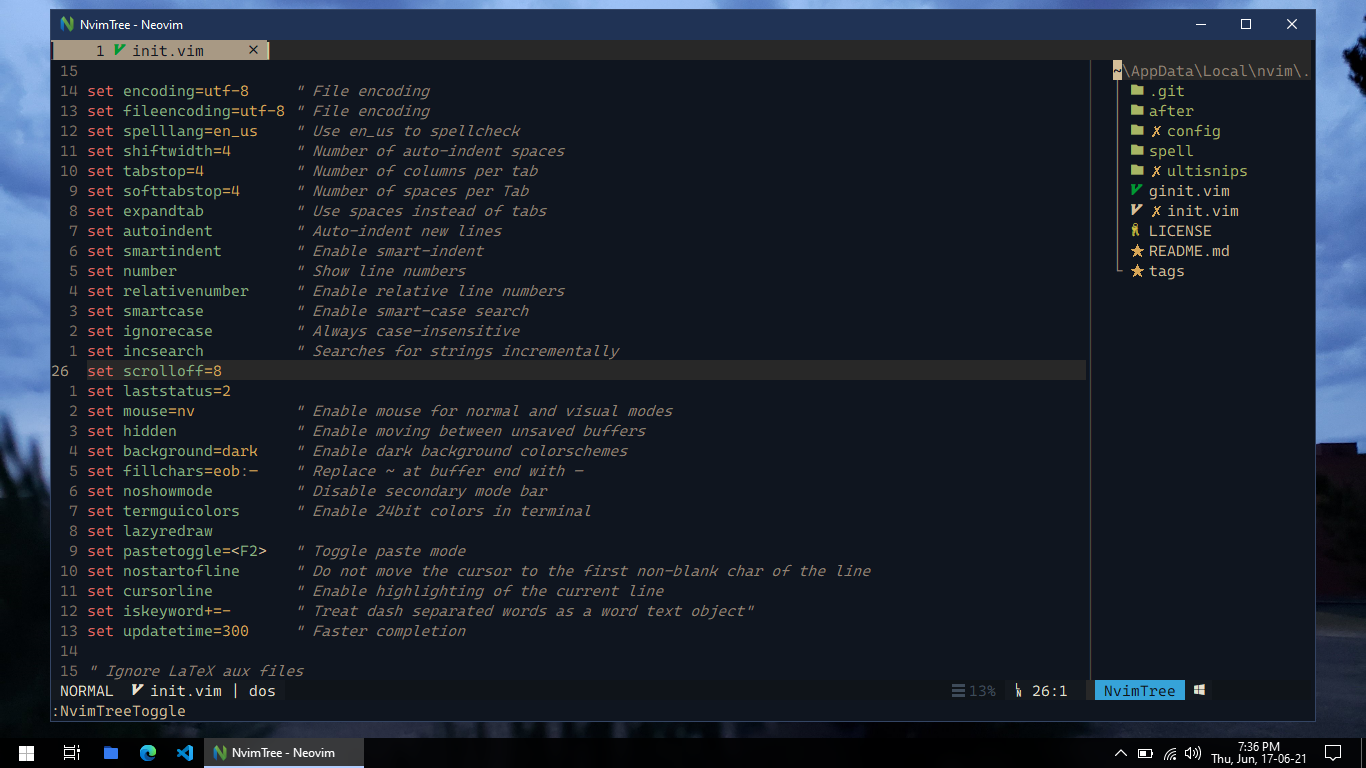 NvimTree - Neovim
1 init.vim ×
15
14 set encoding=utf-8 " File encoding
13 set fileencoding=utf-8 " File encoding
12 set spelllang=en_us " Use en_us to spellcheck
11 set shiftwidth=4 " Number of auto-indent spaces
10 set tabstop=4 " Number of columns per tab
9 set softtabstop=4 " Number of spaces per Tab
8 set expandtab " Use spaces instead of tabs
7 set autoindent " Auto-indent new lines
6 set smartindent " Enable smart-indent
5 set number " Show line numbers
4 set relativenumber " Enable relative line numbers
3 set smartcase " Enable smart-case search
2 set ignorecase " Always case-insensitive
1 set incsearch " Searches for strings incrementally
26 set scrolloff=8
1 set laststatus=2
2 set mouse=nv " Enable mouse for normal and visual modes
3 set hidden " Enable moving between unsaved buffers
4 set background=dark " Enable dark background colorschemes
5 set fillchars=eob:— " Replace ~ at buffer end with —
6 set noshowmode " Disable secondary mode bar
7 set termguicolors " Enable 24bit colors in terminal
8 set lazyredraw
9 set pastetoggle=<F2> " Toggle paste mode
10 set nostartofline " Do not move the cursor to the first non-blank char of the line
11 set cursorline " Enable highlighting of the current line
12 set iskeyword+=- " Treat dash separated words as a word text object"
13 set updatetime=300 " Faster completion
14
15 " Ignore LaTeX aux files
~\AppData\Local\nvim\.
.git
after
✗ config
spell
✗ ultisnips
ginit.vim
✗ init.vim
LICENSE
README.md
tags
NORMAL init.vim | dos 13% 26:1 NvimTree
:NvimTreeToggle
NvimTree - Neovim
7:36 PM
Thu, Jun, 17-06-21